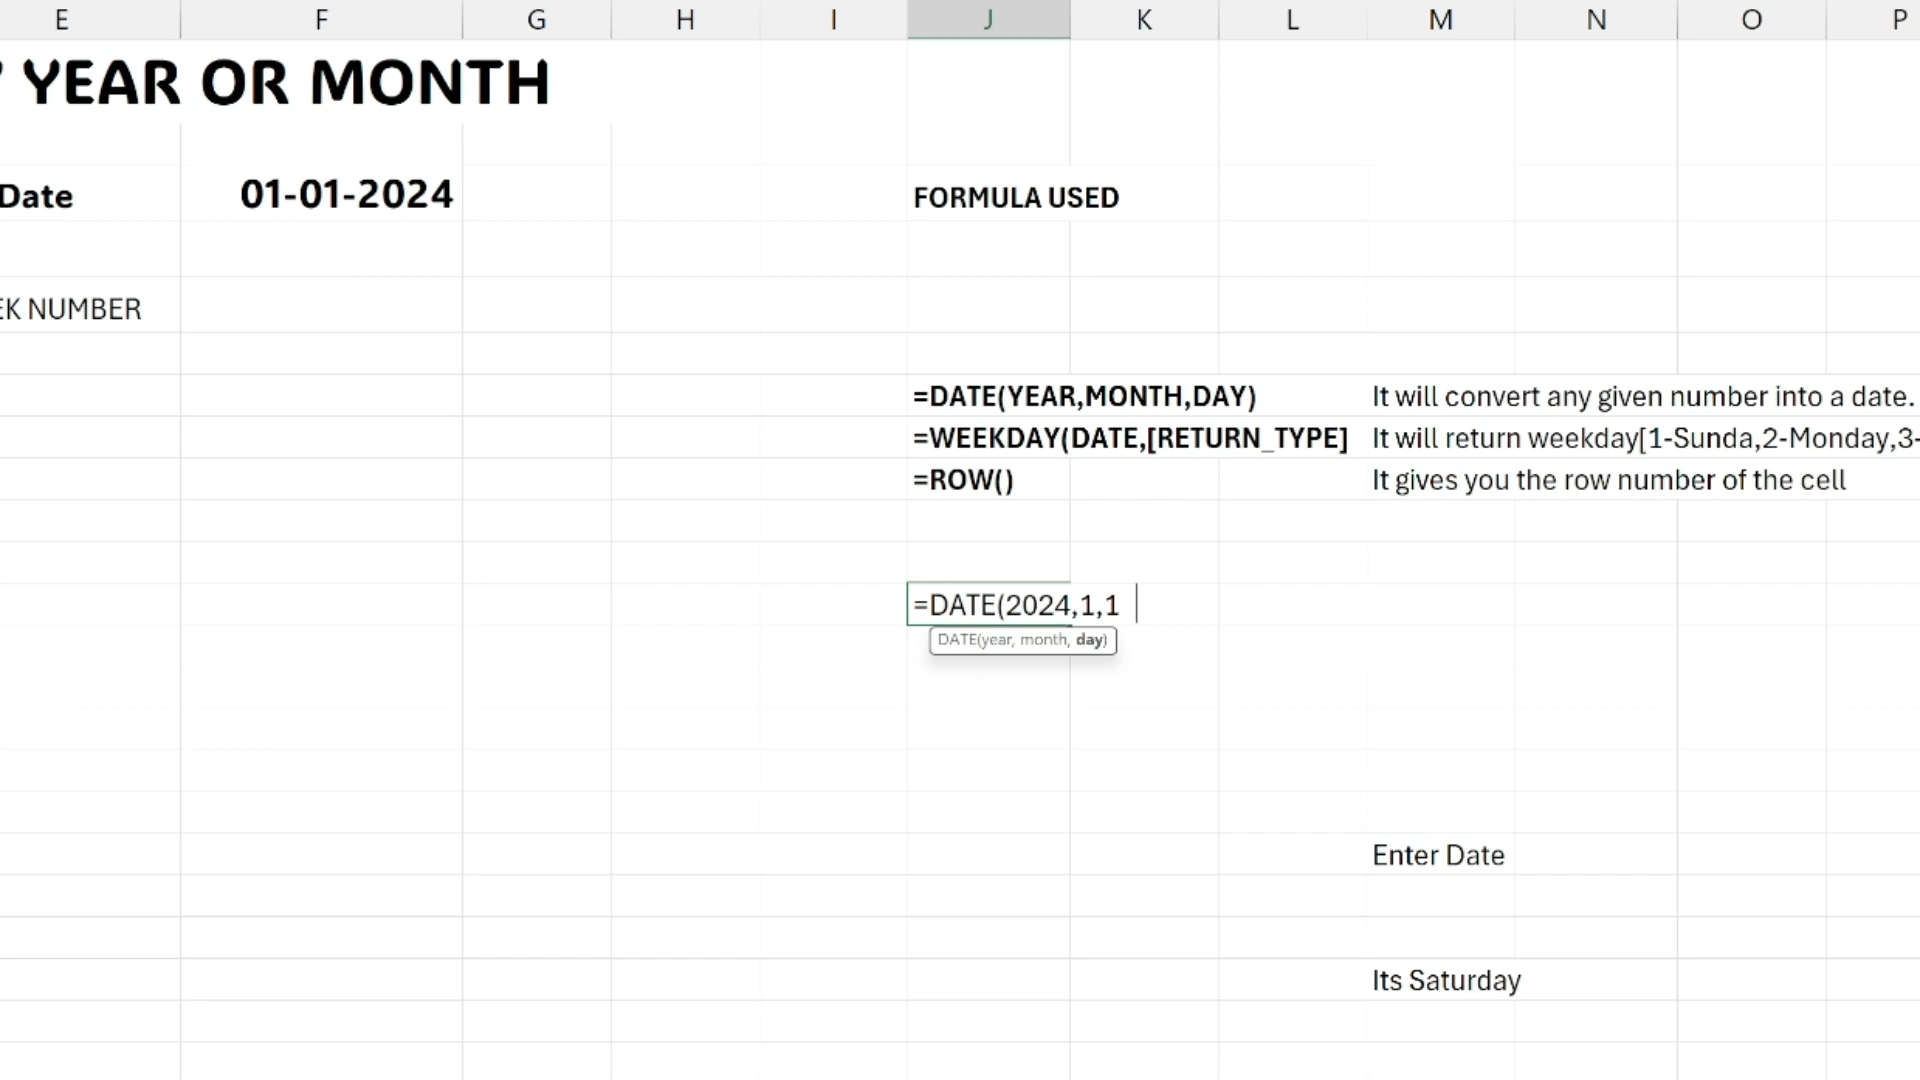 E F G H I J K L M N O P
YEAR OR MONTH
Date 01-01-2024 FORMULA USED
EK NUMBER
=DATE(YEAR,MONTH,DAY) It will convert any given number into a date.
=WEEKDAY(DATE,[RETURN_TYPE] It will return weekday[1-Sunda,2-Monday,3-
=ROW() It gives you the row number of the cell
=DATE(2024,1,1
DATE(year, month, day)
Enter Date
Its Saturday